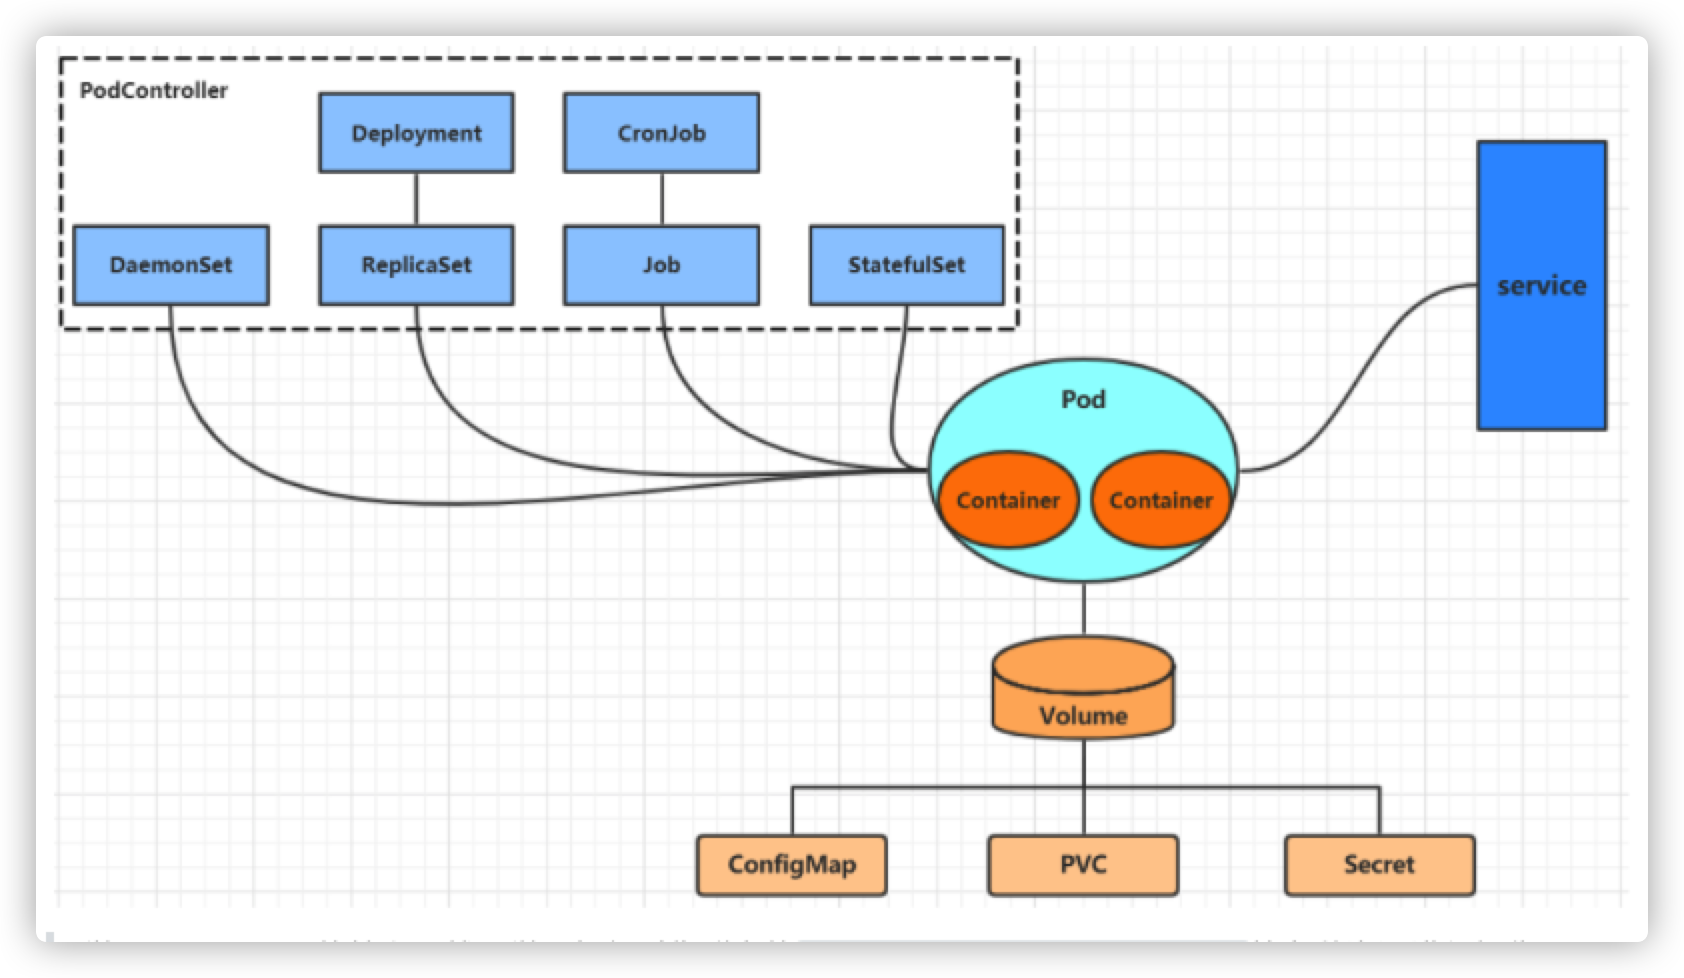 PodController
Deployment
CronJob
DaemonSet
ReplicaSet
Job
StatefulSet
service
Pod
Container
Container
Volume
ConfigMap
PVC
Secret